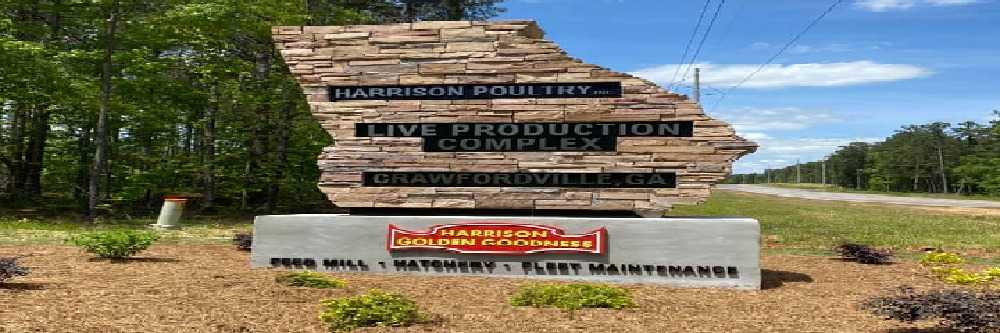 HARRISON POULTRY, INC.
LIVE PRODUCTION
COMPLEX
CRAWFORDVILLE, GA
HARRISON
GOLDEN GOODNESS
FEED MILL · HATCHERY · FLEET MAINTENANCE